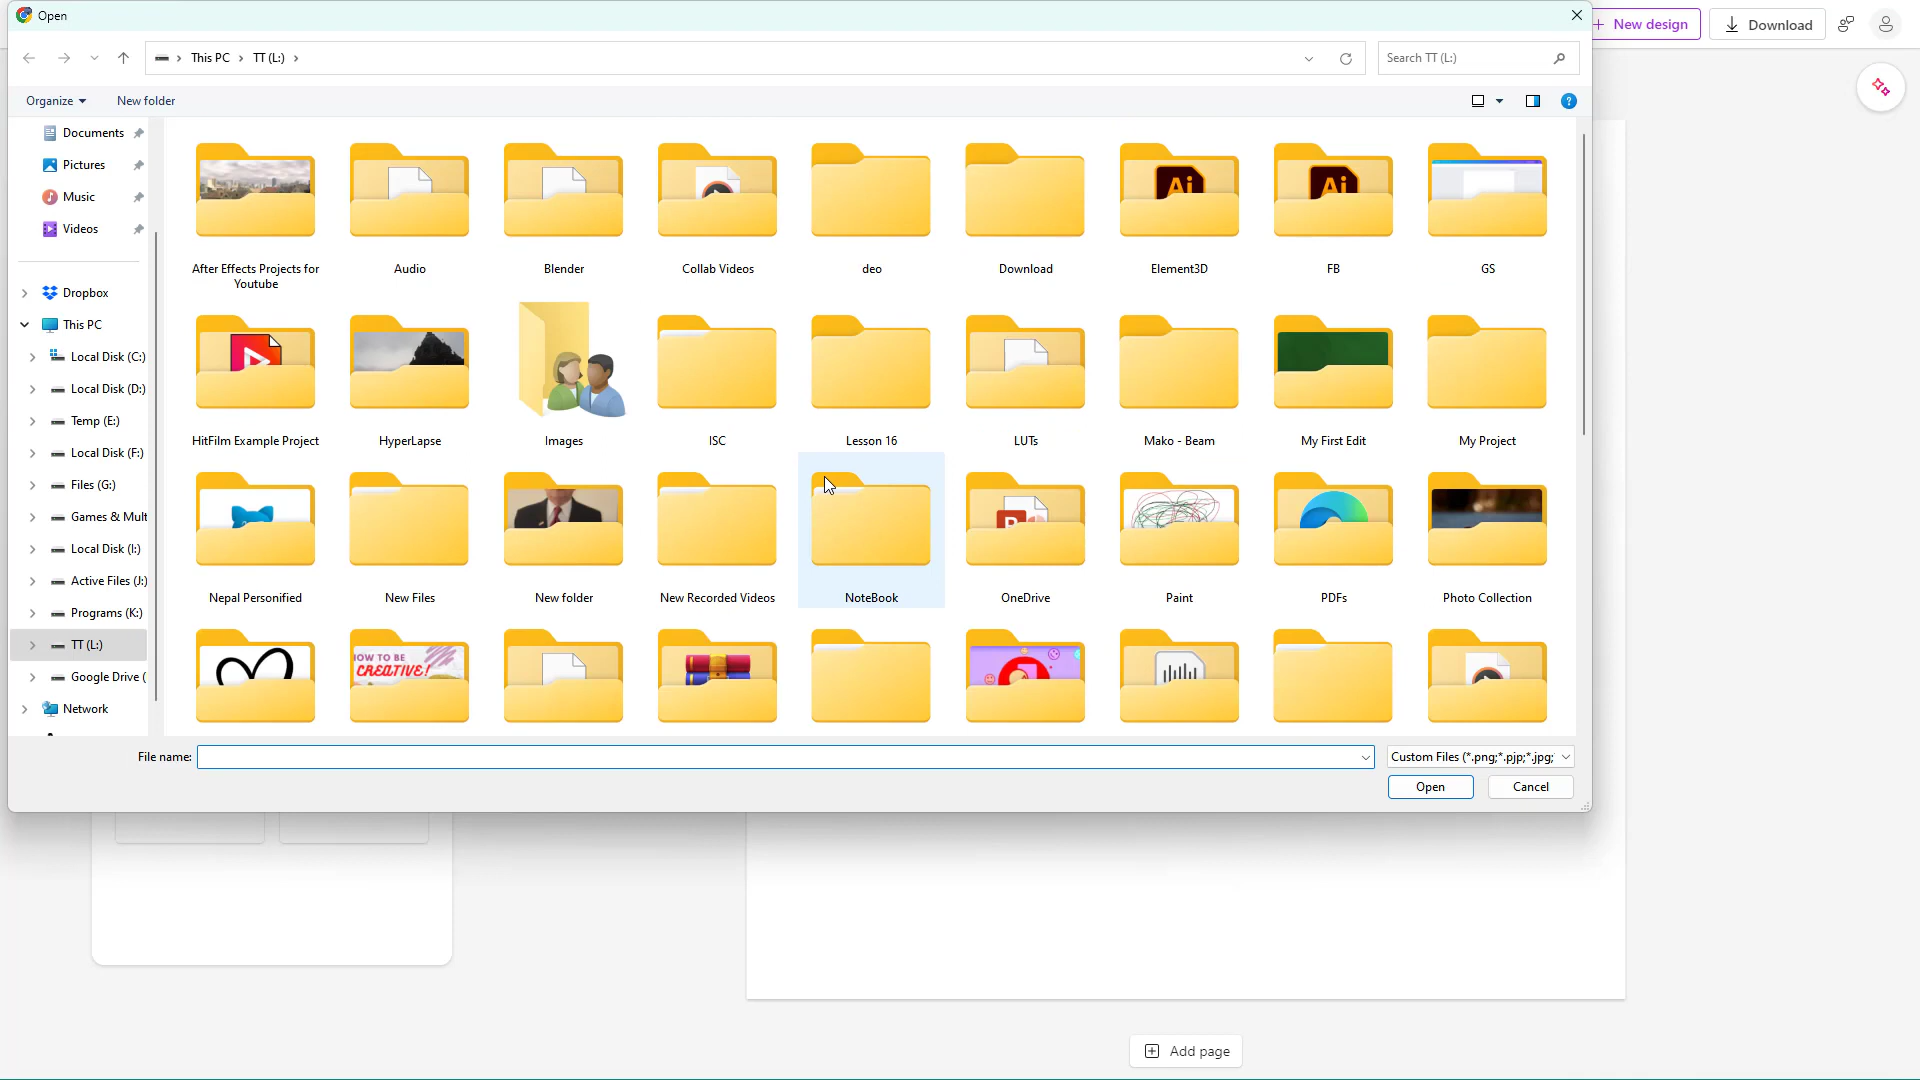 Open
New design
Download
This PC
TT (L:)
Search TT (L:)
Organize
New folder
Documents
Pictures
Music
Videos
Dropbox
This PC
Local Disk (C:)
Local Disk (D:)
Temp (E:)
Local Disk (F:)
Files (G:)
Games & Mult
Local Disk (I:)
Active Files (J:)
Programs (K:)
TT (L:)
Google Drive (
Network
Ai
Ai
After Effects Projects for
Youtube
Audio
Blender
Collab Videos
deo
Download
Element3D
FB
GS
HitFilm Example Project
HyperLapse
Images
ISC
Lesson 16
LUTs
Mako - Beam
My First Edit
My Project
Nepal Personified
New Files
New folder
New Recorded Videos
NoteBook
OneDrive
Paint
PDFs
Photo Collection
HOW TO BE
CREATIVE!
File name:
Custom Files (*.png;*.pjp;*.jpg;
Open
Cancel
Add page